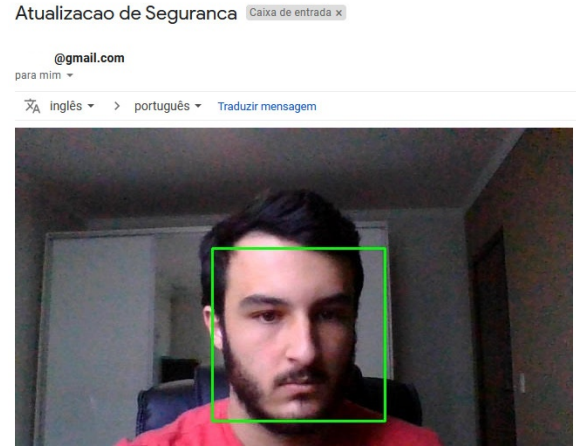 Atualizacao de Seguranca Caixa de entrada ×
@gmail.com
para mim
inglês > português Traduzir mensagem